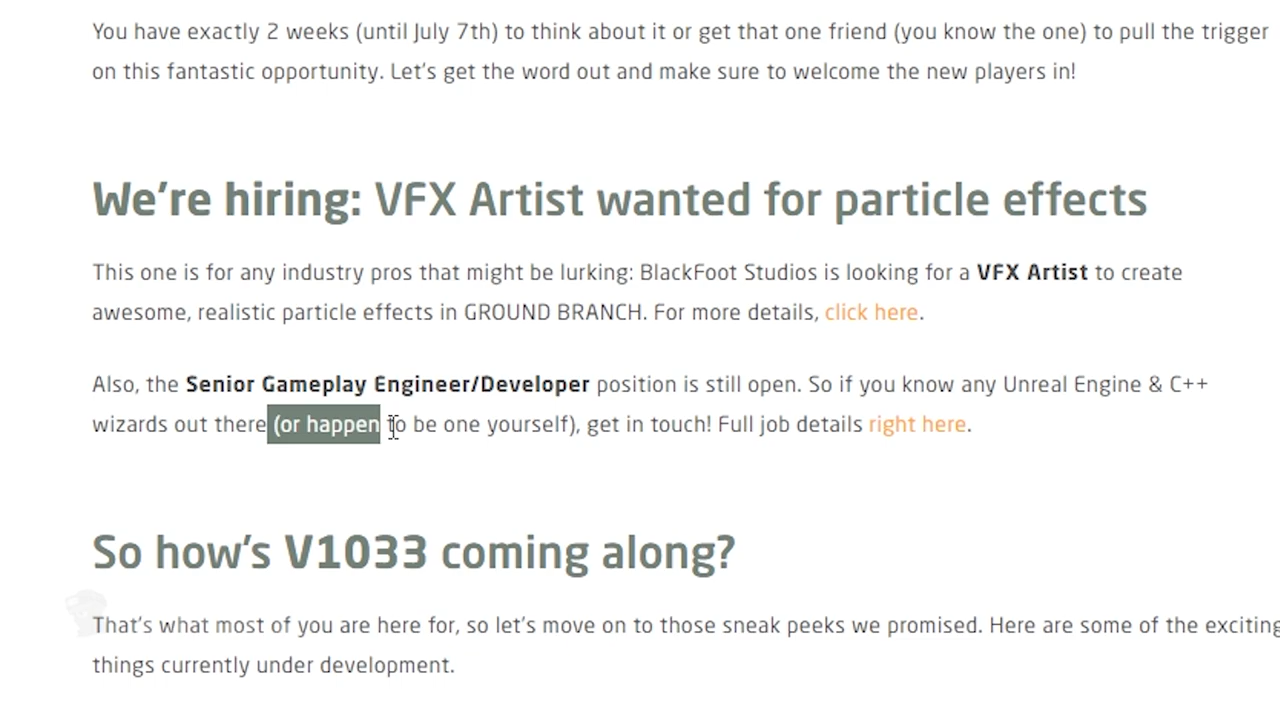 You have exactly 2 weeks (until July 7th) to think about it or get that one friend (you know the one) to pull the trigger
on this fantastic opportunity. Let's get the word out and make sure to welcome the new players in!
We're hiring: VFX Artist wanted for particle effects
This one is for any industry pros that might be lurking: BlackFoot Studios is looking for a VFX Artist to create
awesome, realistic particle effects in GROUND BRANCH. For more details, click here.
Also, the Senior Gameplay Engineer/Developer position is still open. So if you know any Unreal Engine & C++
wizards out there (or happen to be one yourself), get in touch! Full job details right here.
So how's V1033 coming along?
That's what most of you are here for, so let's move on to those sneak peeks we promised. Here are some of the exciting
things currently under development.